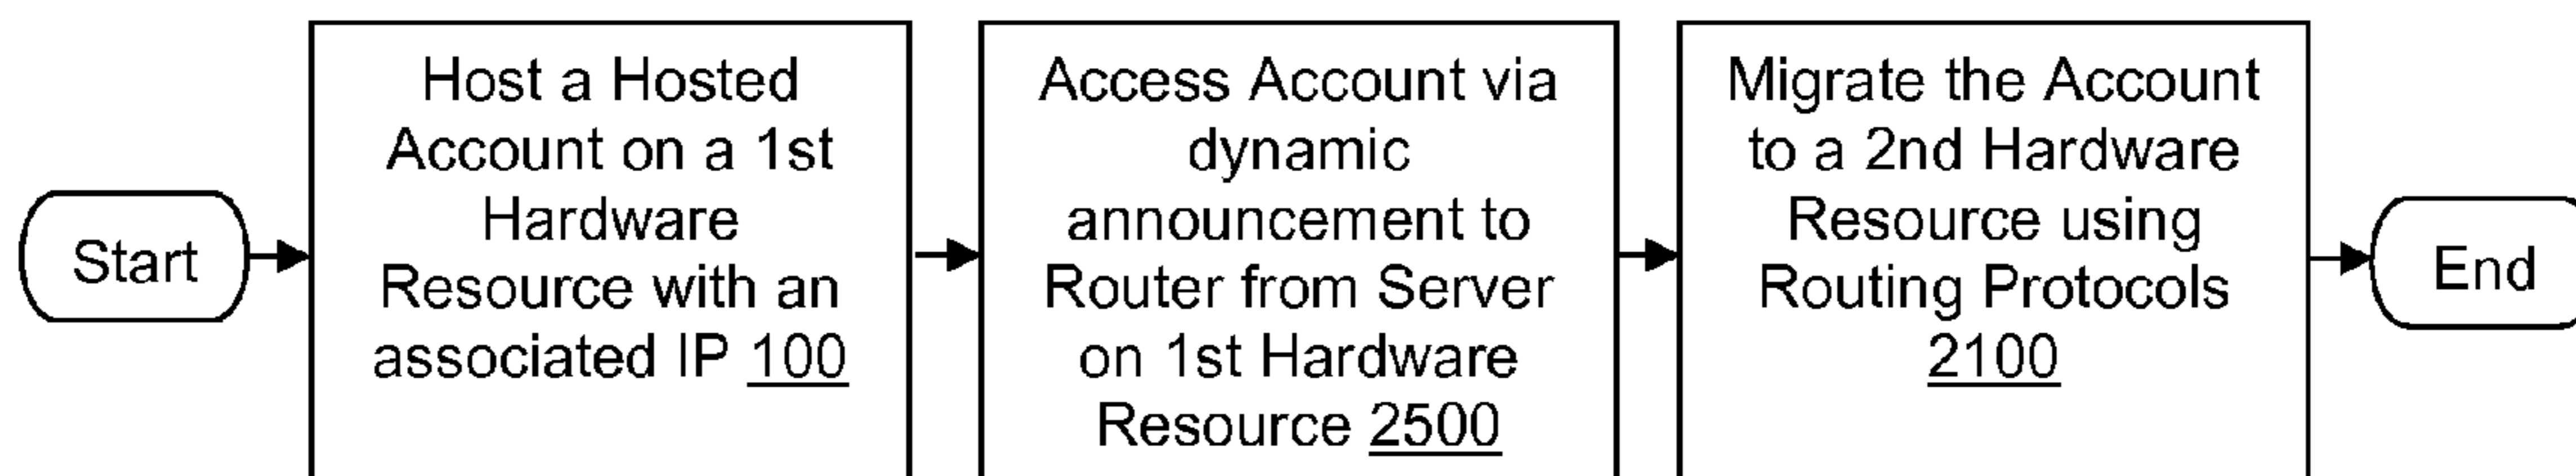 Start
Host a Hosted
Account on a 1st
Hardware
Resource with an
associated IP 100
Access Account via
dynamic
announcement to
Router from Server
on 1st Hardware
Resource 2500
Migrate the Account
to a 2nd Hardware
Resource using
Routing Protocols
2100
End